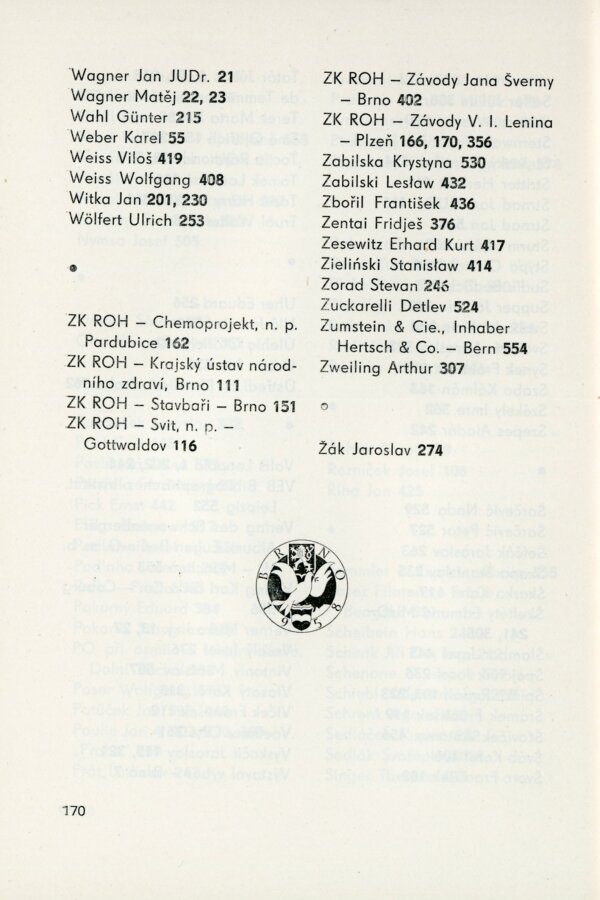 Wagner Jan JUDr. 21
Wagner Matěj 22, 23
Wahl Günter 215
Weber Karel 55
Weiss Viloš 419
Weiss Wolfgang 408
Witka Jan 201, 230
Wölfert Ulrich 253
ZK ROH – Chemoprojekt, n. p.
Pardubice 162
ZK ROH – Krajský ústav národ-
ního zdraví, Brno 111
ZK ROH – Stavbaři – Brno 151
ZK ROH – Svit, n. p. –
Gottwaldov 116
ZK ROH – Závody Jana Švermy
– Brno 402
ZK ROH – Závody V. I. Lenina
– Plzeň 166, 170, 356
Zabilska Krystyna 530
Zabilski Lesław 432
Zbořil František 436
Zentai Fridješ 376
Zesewitz Erhard Kurt 417
Zieliński Stanisław 414
Zorad Stevan 246
Zuckarelli Detlev 524
Zumstein & Cie., Inhaber
Hertsch & Co. – Bern 554
Zweiling Arthur 307
Žák Jaroslav 274
BRNO
1958
170